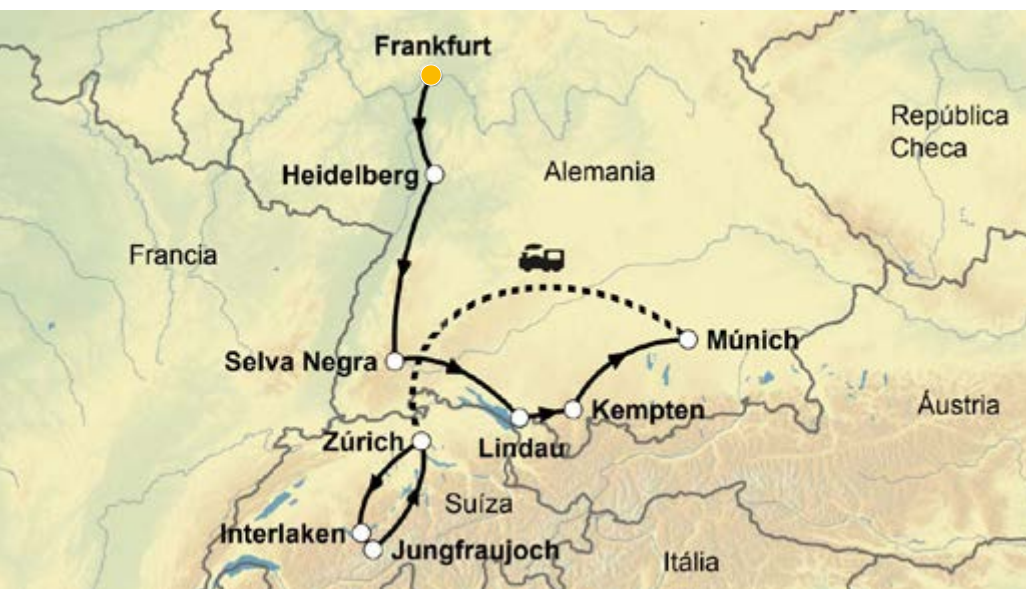 Frankfurt
República
Checa
Heidelberg
Alemania
Francia
Múnich
Selva Negra
Kempten
Áustria
Zúrich
Lindau
Suíza
Interlaken
Jungfraujoch
Itália